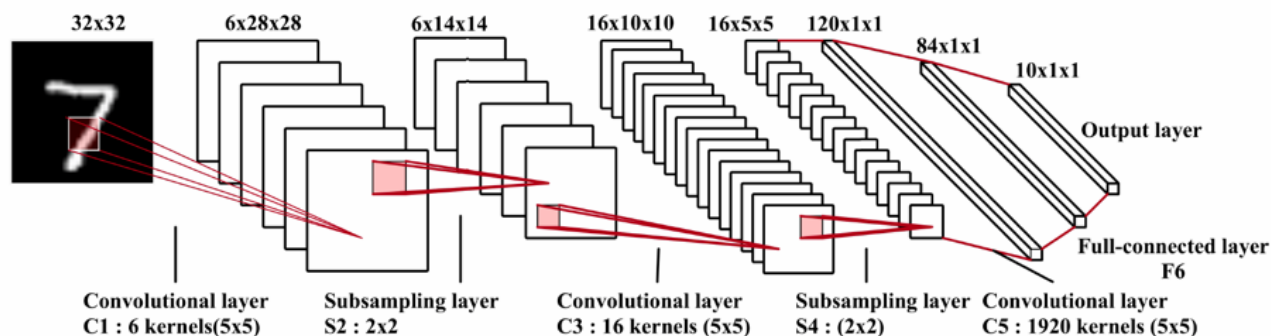 32x32
6x28x28
6x14x14
16x10x10
16x5x5
120x1x1
84x1x1
10x1x1
Output layer
Full-connected layer
F6
Convolutional layer
C1 : 6 kernels(5x5)
Subsampling layer
S2 : 2x2
Convolutional layer
C3 : 16 kernels (5x5)
Subsampling layer
S4 : (2x2)
Convolutional layer
C5 : 1920 kernels (5x5)